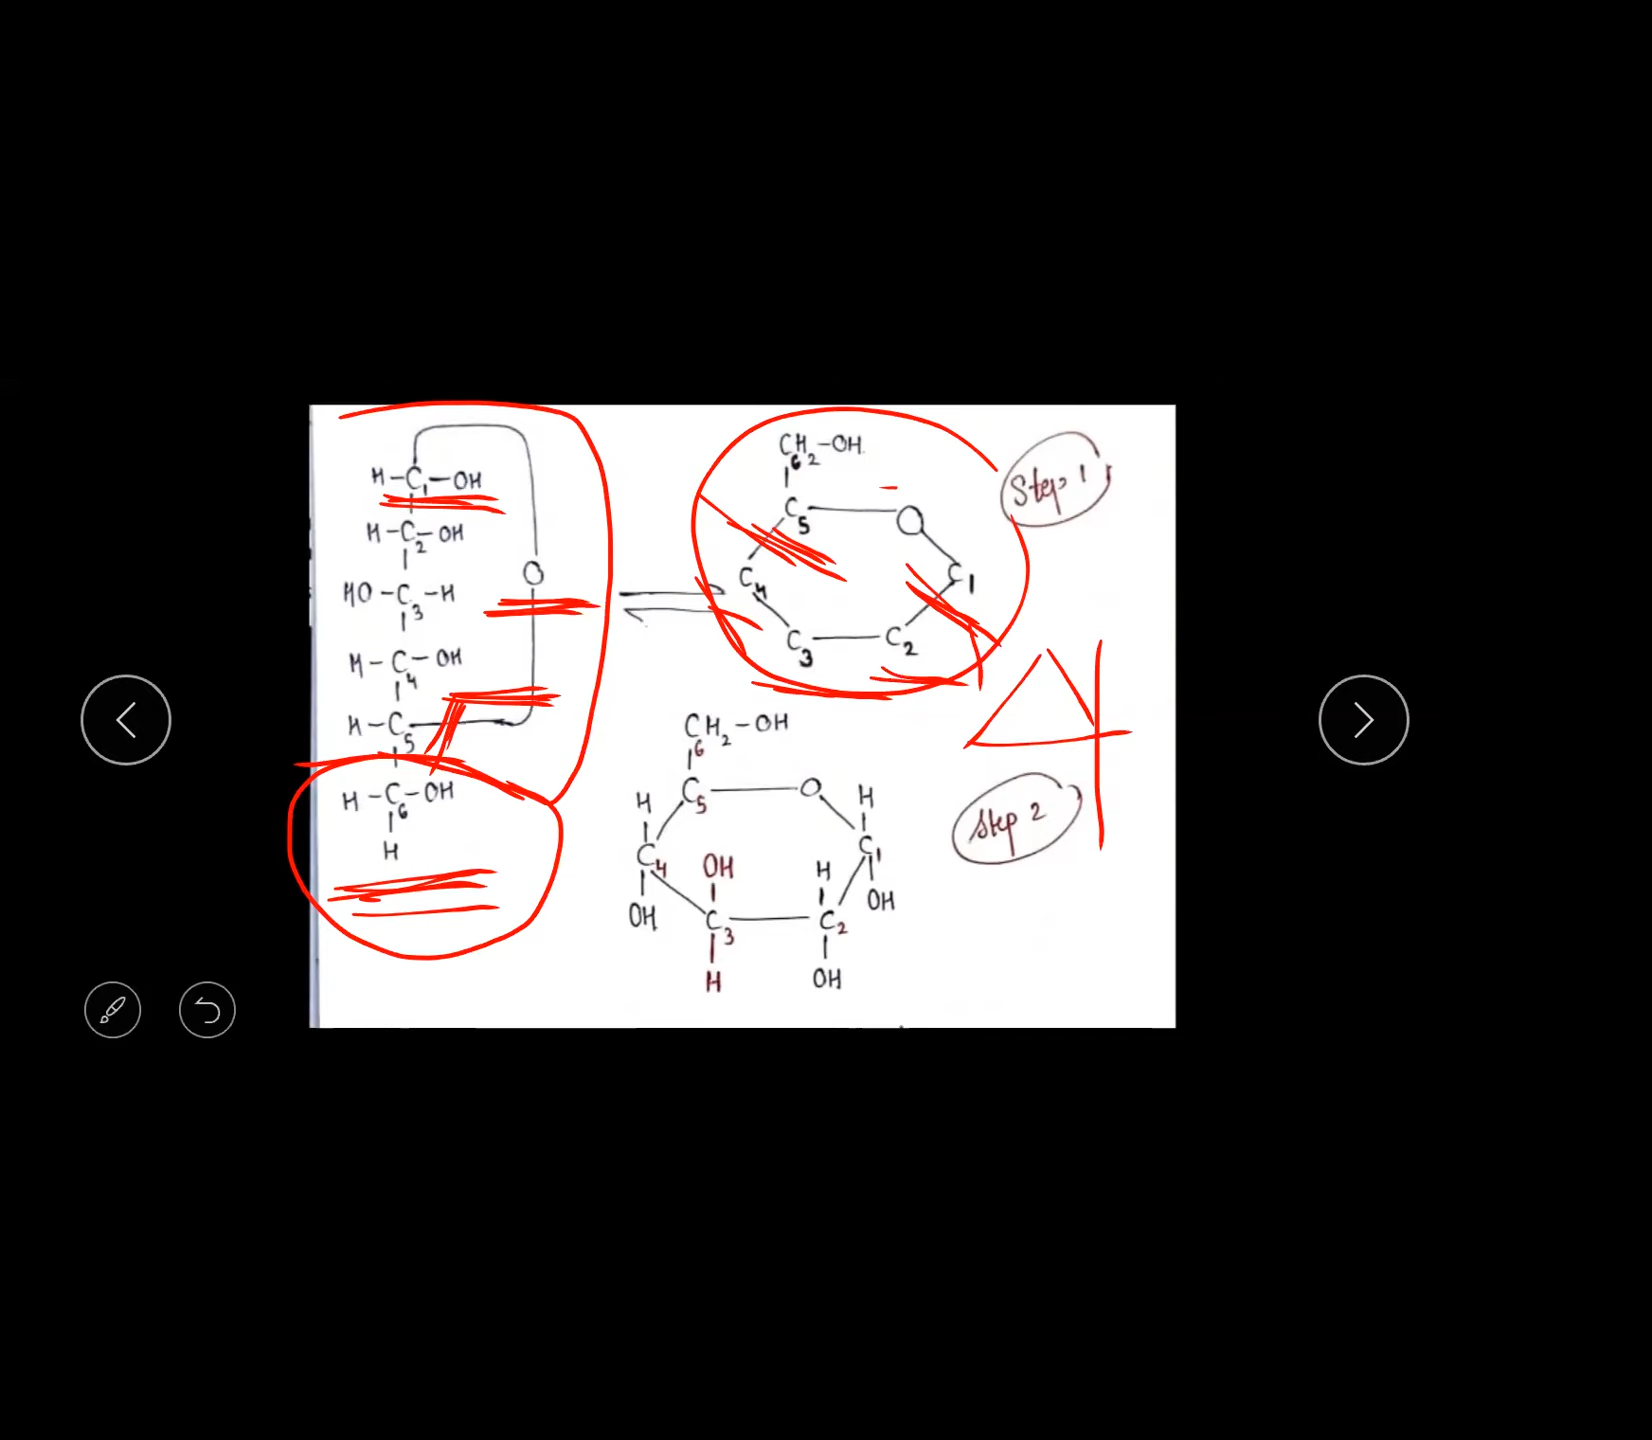 H-C1-OH
H-C2-OH
HO-C3-H
H-C4-OH
H-C5
O
H-C6-OH
H
CH2-OH
6
C5
O
C4
C1
C3
C2
Step 1
CH2-OH
6
C5
O
H
H
C4
C1
OH
H
OH
OH
C3
C2
H
OH
Step 2